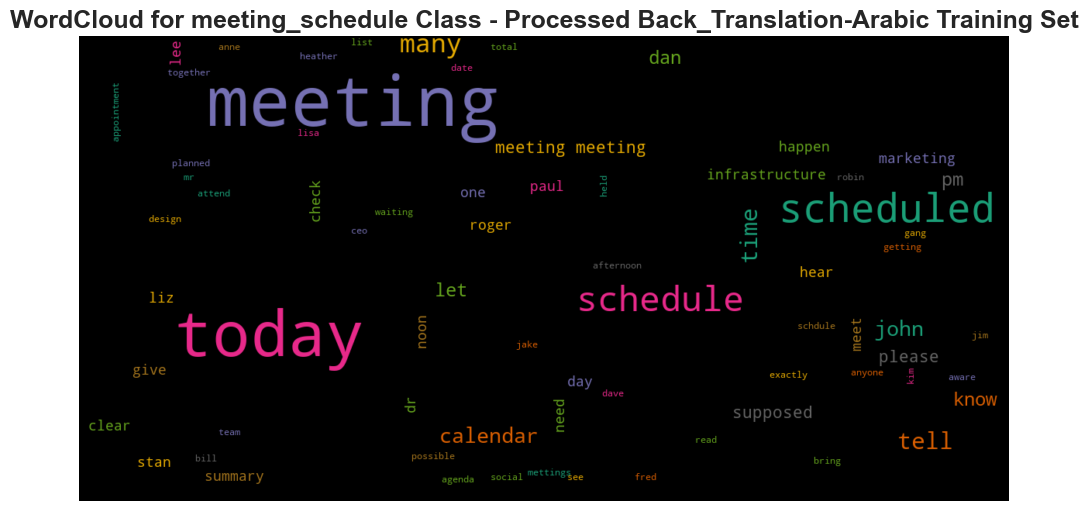 WordCloud for meeting_schedule Class - Processed Back_Translation-Arabic Training Set
anne
list
many
total
lee
heather
dan
together
date
meeting
appointment
lisa
meeting meeting
happen
planned
marketing
mr
infrastructure
robin
pm
attend
check
one
paul
held
scheduled
design
waiting
roger
ceo
time
gang
getting
afternoon
hear
liz
let
schedule
today
noon
schdule
meet
john
jim
jake
please
give
day
exactly
anyone
kim
aware
dave
dr
need
supposed
know
clear
team
calendar
read
tell
stan
bill
possible
bring
summary
agenda
social
mettings
see
fred